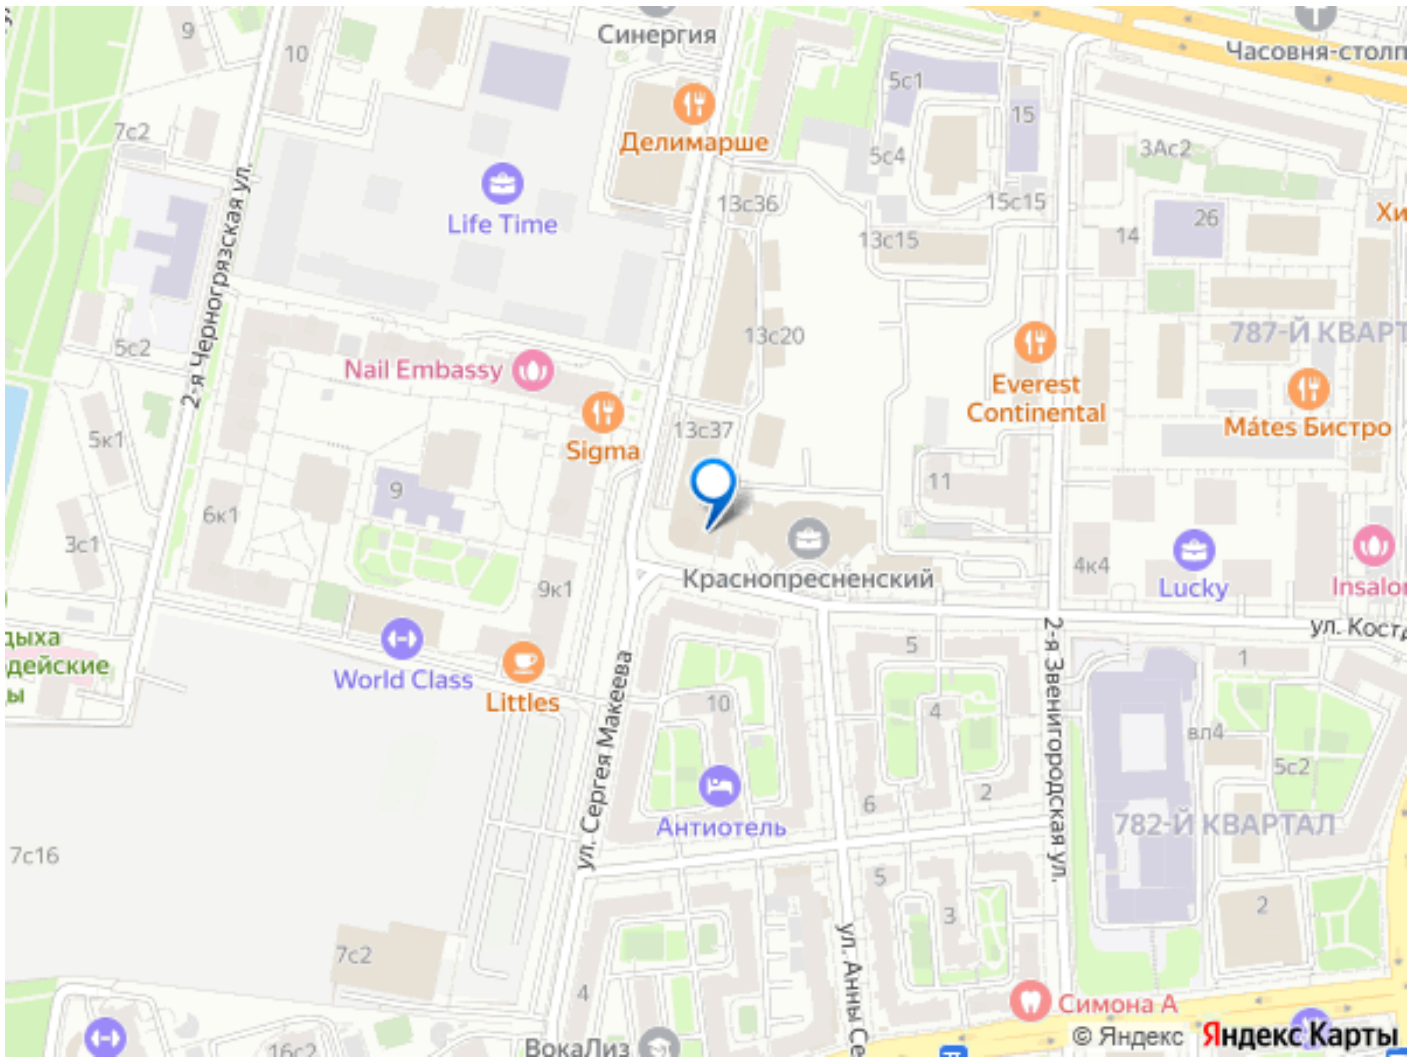 9
10
Синергия
Часовня-столп
5с1
15
7с2
Делимарше
5с4
3Ас2
2-я Черногрязская ул.
Life Time
13с36
15с15
26
Хи
14
13с15
5с2
13с20
787-Й КВАРТ
Nail Embassy
Everest
Continental
Mátes Бистро
5к1
Sigma
13с37
9
11
6к1
3с1
Краснопресненский
4к4
Lucky
Insalon
9к1
дыха
дейские
ы
World Class
Littles
ул. Сергея Макеева
10
5
4
6
2
2-я Звенигородская ул.
ул. Кост
1
вл4
5с2
Антиотель
782-Й КВАРТАЛ
7с16
5
3
2
7с2
4
ул. Анны Се
Симона А
16с2
ВокаЛиз
© Яндекс Яндекс Карты